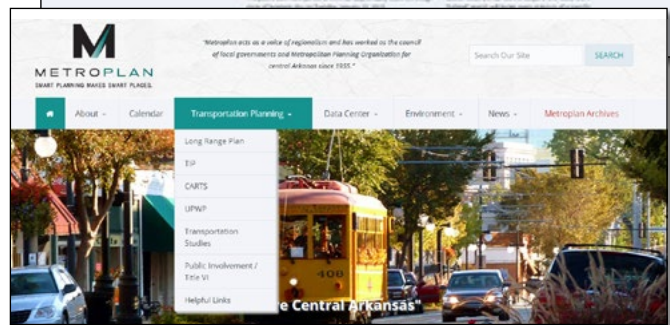 "Metroplan acts as a voice of regionalism and has worked as the council
of local governments and Metropolitan Planning Organization for
central Arkansas since 1955."
METROPLAN
SMART PLANNING MAKES SMART PLACES.
Search Our Site
SEARCH
About
Calendar
Transportation Planning
Data Center
Environment
News
Metroplan Archives
Long Range Plan
TIP
CARTS
UPWP
Transportation
Studies
Public Involvement /
Title VI
Helpful Links
408
e Central Arkansas"